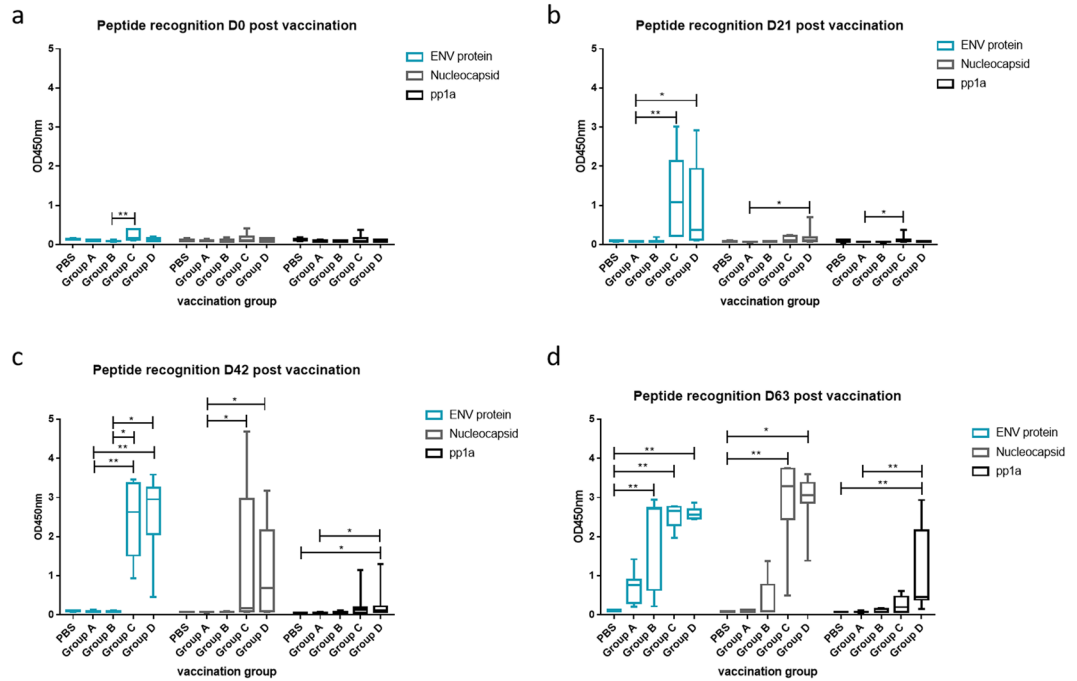 a
Peptide recognition D0 post vaccination
5
4
3
2
1
0
OD450nm
**
ENV protein
Nucleocapsid
pp1a
PBS Group A Group B Group C Group D PBS Group A Group B Group C Group D PBS Group A Group B Group C Group D
vaccination group
b
Peptide recognition D21 post vaccination
5
4
3
2
1
0
OD450nm
*
**
*
*
ENV protein
Nucleocapsid
pp1a
PBS Group A Group B Group C Group D PBS Group A Group B Group C Group D PBS Group A Group B Group C Group D
vaccination group
c
Peptide recognition D42 post vaccination
5
4
3
2
1
0
OD450nm
*
*
**
**
*
*
*
*
ENV protein
Nucleocapsid
pp1a
PBS Group A Group B Group C Group D PBS Group A Group B Group C Group D PBS Group A Group B Group C Group D
vaccination group
d
Peptide recognition D63 post vaccination
5
4
3
2
1
0
OD450nm
**
**
**
*
**
**
**
ENV protein
Nucleocapsid
pp1a
PBS Group A Group B Group C Group D PBS Group A Group B Group C Group D PBS Group A Group B Group C Group D
vaccination group